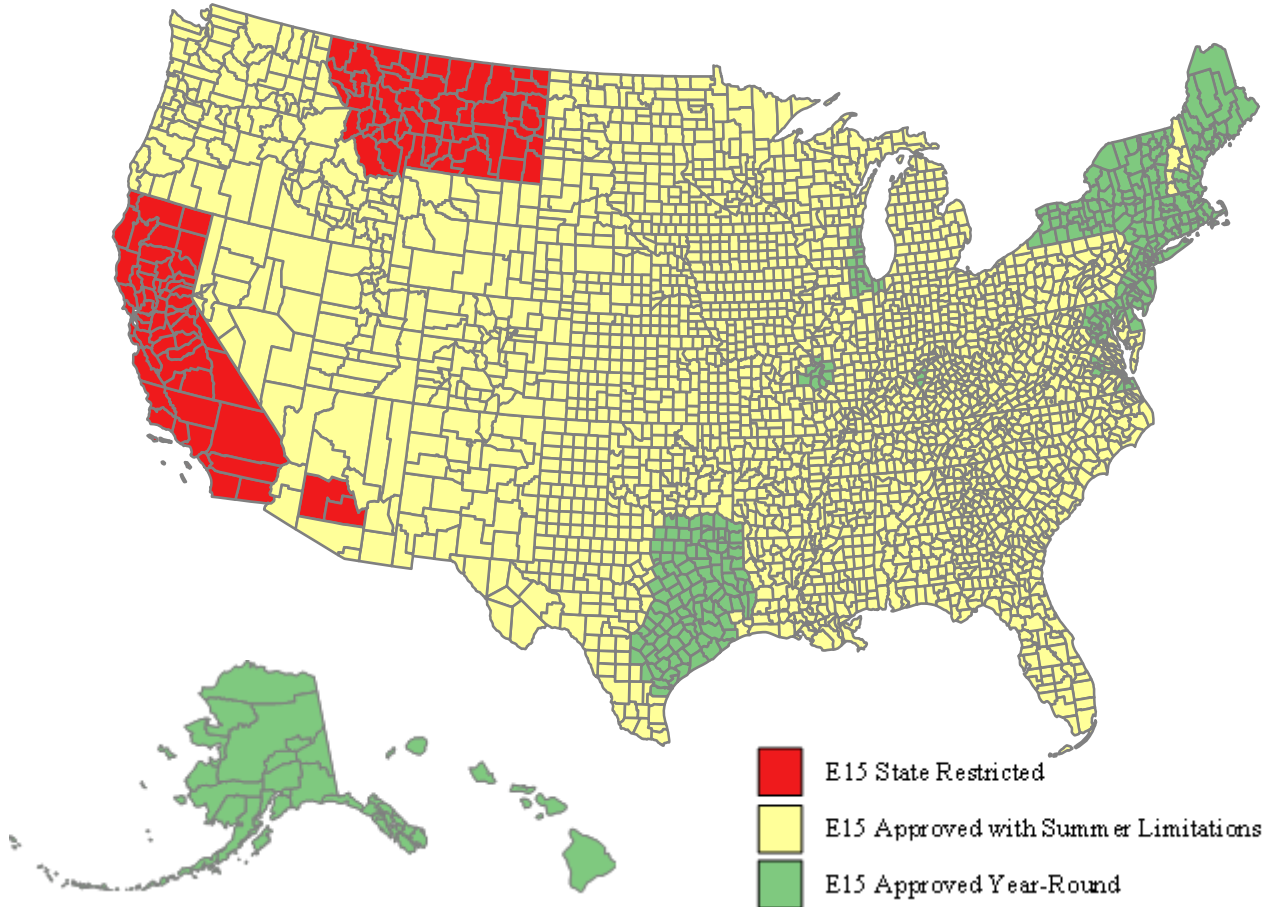 E15 State Restricted
E15 Approved with Summer Limitations
E15 Approved Year-Round